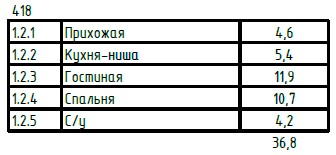 418
1.2.1 Прихожая 4,6
1.2.2 Кухня-ниша 5,4
1.2.3 Гостиная 11,9
1.2.4 Спальня 10,7
1.2.5 С/у 4,2
36,8